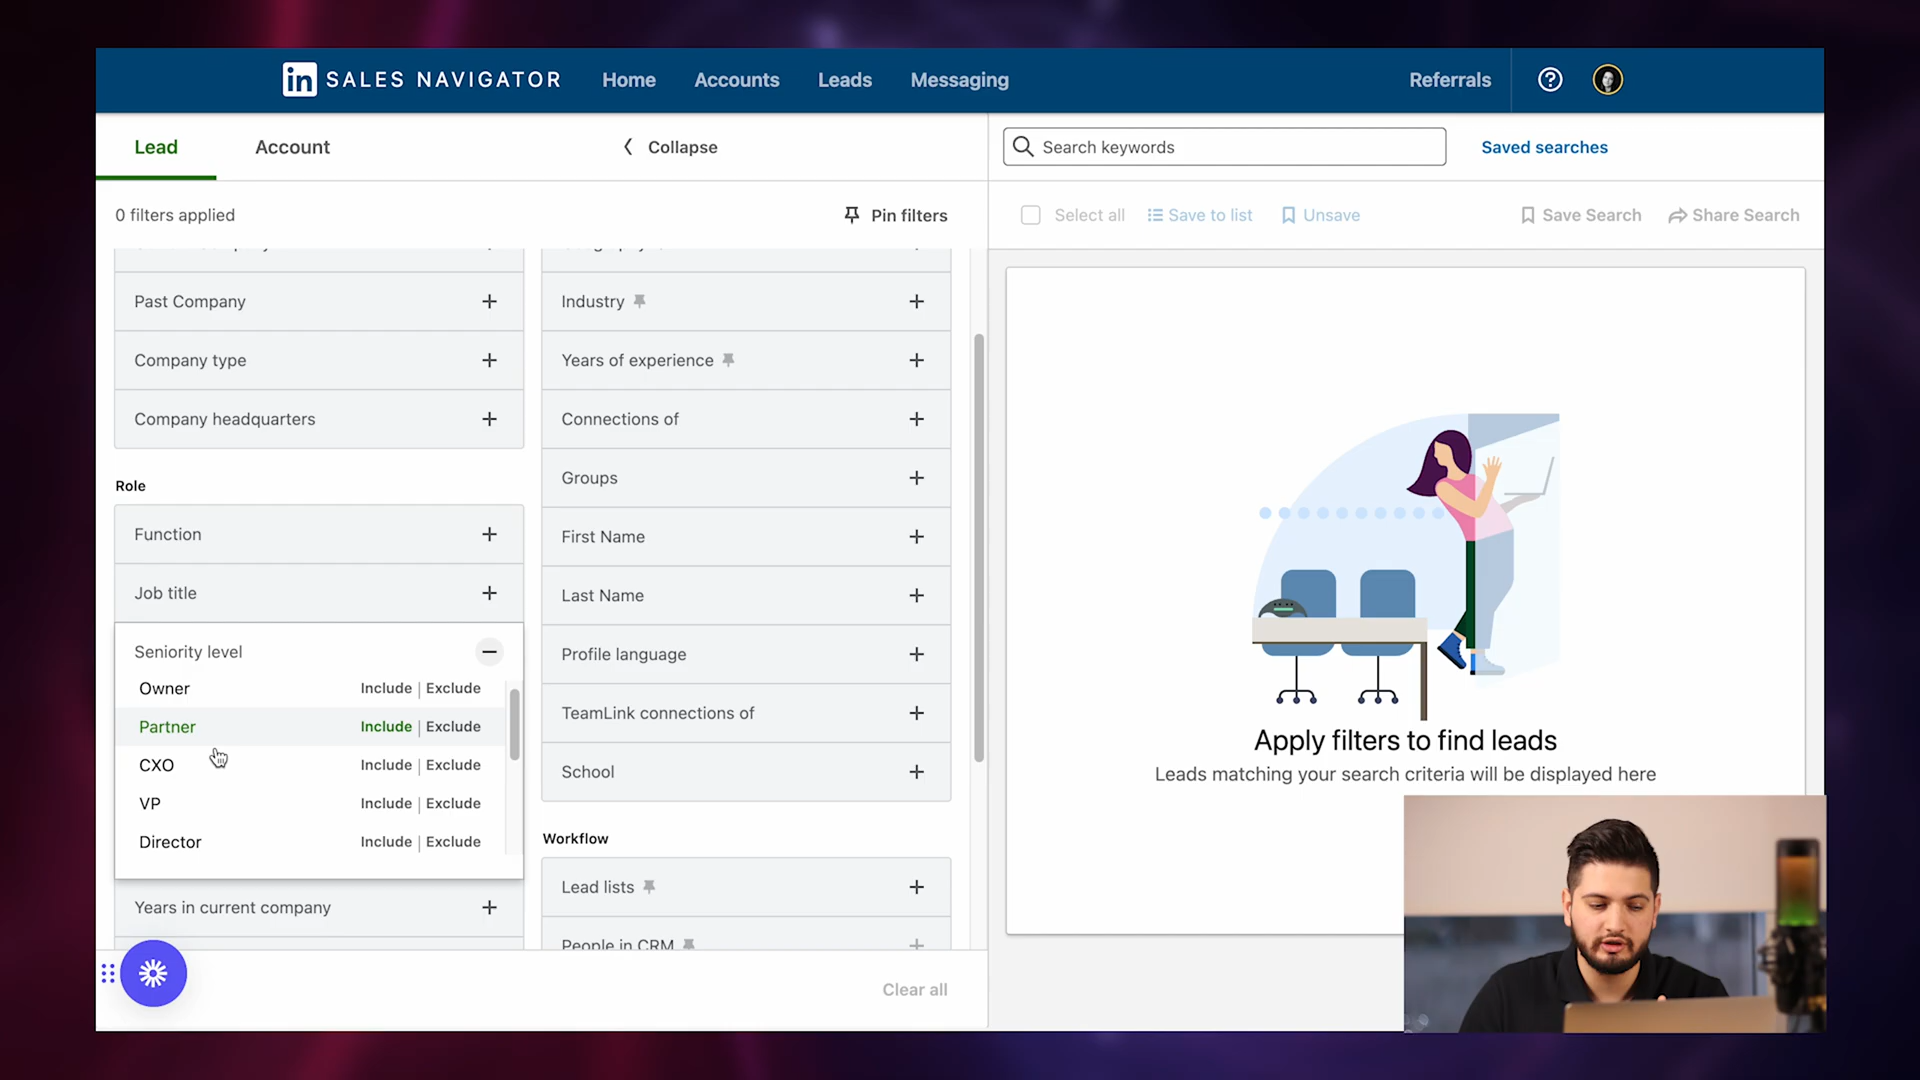 in SALES NAVIGATOR Home Accounts Leads Messaging Referrals
Lead Account Collapse
Search keywords
Saved searches
0 filters applied
Pin filters
Select all Save to list Unsave Save Search Share Search
Past Company
Company type
Company headquarters
Role
Function
Job title
Seniority level
Owner Include | Exclude
Partner Include | Exclude
CXO Include | Exclude
VP Include | Exclude
Director Include | Exclude
Years in current company
Industry
Years of experience
Connections of
Groups
First Name
Last Name
Profile language
TeamLink connections of
School
Workflow
Lead lists
People in CRM
Clear all
Apply filters to find leads
Leads matching your search criteria will be displayed here